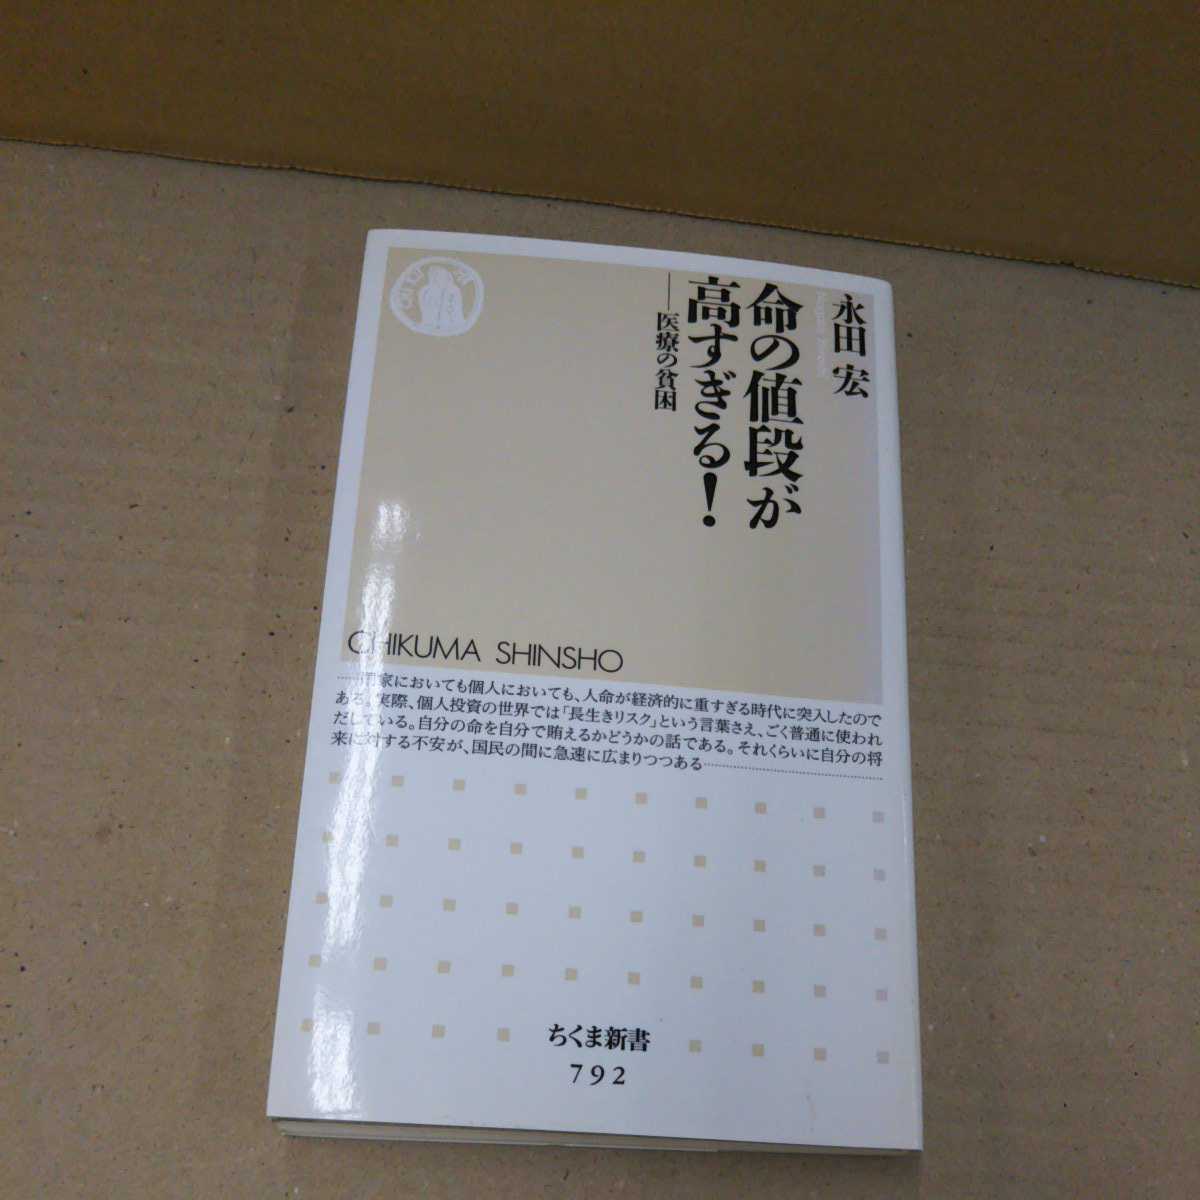 永田 宏
命の値段が
高すぎる!
――医療の貧困
CHIKUMA SHINSHO
……国家においても個人においても、人命が経済的に重すぎる時代に突入したので
ある。実際、個人投資の世界では「長生きリスク」という言葉さえ、ごく普通に使われ
だしている。自分の命を自分で賄えるかどうかの話である。それくらいに自分の将
来に対する不安が、国民の間に急速に広まりつつある……
ちくま新書
792